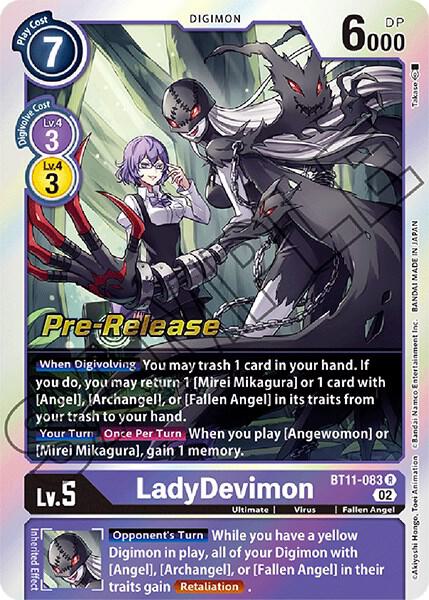 DIGIMON
Play Cost
7
DP
6000
Digivolve Cost
Lv.4
3
Lv.4
3
Takase
SAMPLE
Pre-Release
When Digivolving You may trash 1 card in your hand. If
you do, you may return 1 [Mirei Mikagura] or 1 card with
[Angel], [Archangel], or [Fallen Angel] in its traits from
your trash to your hand.
Your Turn Once Per Turn When you play [Angewomon] or
[Mirei Mikagura], gain 1 memory.
©Akiyoshi Hongo, Toei Animation ©Bandai Namco Entertainment Inc. BANDAI MADE IN JAPAN
Lv.5
LadyDevimon
BT11-083 R
02
Ultimate | Virus | Fallen Angel
Inherited Effect
Opponent's Turn While you have a yellow
Digimon in play, all of your Digimon with
[Angel], [Archangel], or [Fallen Angel] in their
traits gain Retaliation .